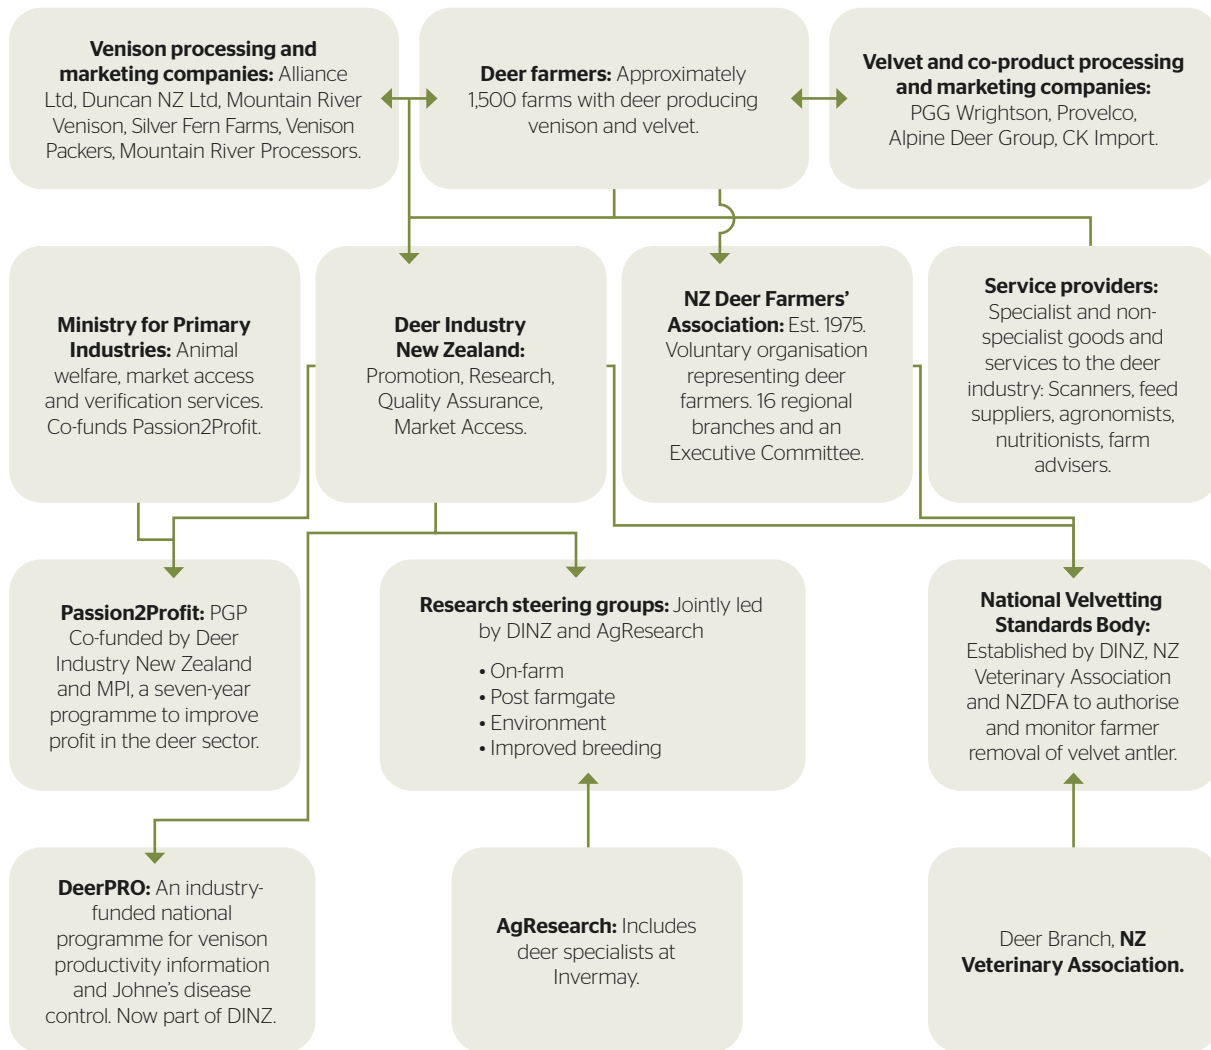 Venison processing and
marketing companies: Alliance
Ltd, Duncan NZ Ltd, Mountain River
Venison, Silver Fern Farms, Venison
Packers, Mountain River Processors.
Deer farmers: Approximately
1,500 farms with deer producing
venison and velvet.
Velvet and co-product processing
and marketing companies:
PGG Wrightson, Provelco,
Alpine Deer Group, CK Import.
Ministry for Primary
Industries: Animal
welfare, market access
and verification services.
Co-funds Passion2Profit.
Deer Industry
New Zealand:
Promotion, Research,
Quality Assurance,
Market Access.
NZ Deer Farmers’
Association: Est. 1975.
Voluntary organisation
representing deer
farmers. 16 regional
branches and an
Executive Committee.
Service providers:
Specialist and non-
specialist goods and
services to the deer
industry: Scanners, feed
suppliers, agronomists,
nutritionists, farm
advisers.
Passion2Profit: PGP
Co-funded by Deer
Industry New Zealand
and MPI, a seven-year
programme to improve
profit in the deer sector.
Research steering groups: Jointly led
by DINZ and AgResearch
• On-farm
• Post farmgate
• Environment
• Improved breeding
National Velvetting
Standards Body:
Established by DINZ, NZ
Veterinary Association
and NZDFA to authorise
and monitor farmer
removal of velvet antler.
DeerPRO: An industry-
funded national
programme for venison
productivity information
and Johne’s disease
control. Now part of DINZ.
AgResearch: Includes
deer specialists at
Invermay.
Deer Branch, NZ
Veterinary Association.